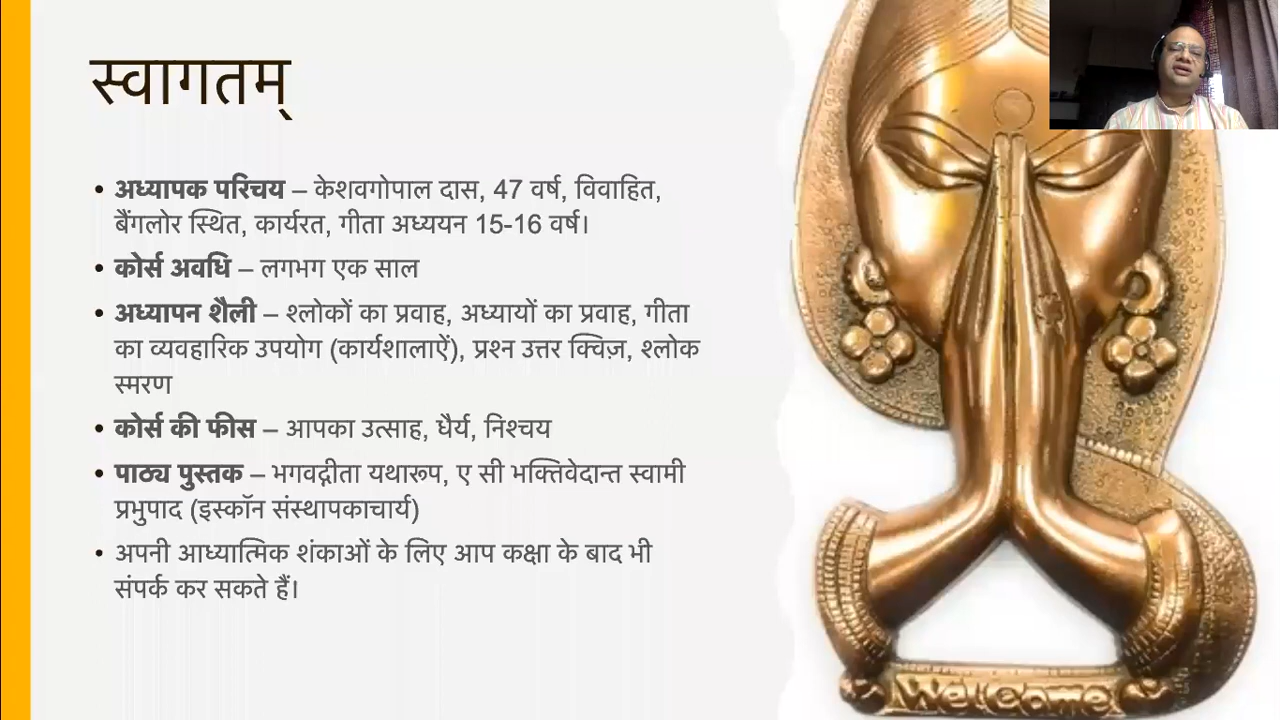 स्वागतम्
• अध्यापक परिचय – केशवगोपाल दास, 47 वर्ष, विवाहित,
बैंगलोर स्थित, कार्यरत, गीता अध्ययन 15-16 वर्ष।
• कोर्स अवधि – लगभग एक साल
• अध्यापन शैली – श्लोकों का प्रवाह, अध्यायों का प्रवाह, गीता
का व्यवहारिक उपयोग (कार्यशालाऐं), प्रश्न उत्तर क्विज़, श्लोक
स्मरण
• कोर्स की फीस – आपका उत्साह, धैर्य, निश्चय
• पाठ्य पुस्तक – भगवद्गीता यथारूप, ए सी भक्तिवेदान्त स्वामी
प्रभुपाद (इस्कॉन संस्थापकाचार्य)
• अपनी आध्यात्मिक शंकाओं के लिए आप कक्षा के बाद भी
संपर्क कर सकते हैं।
Welcome